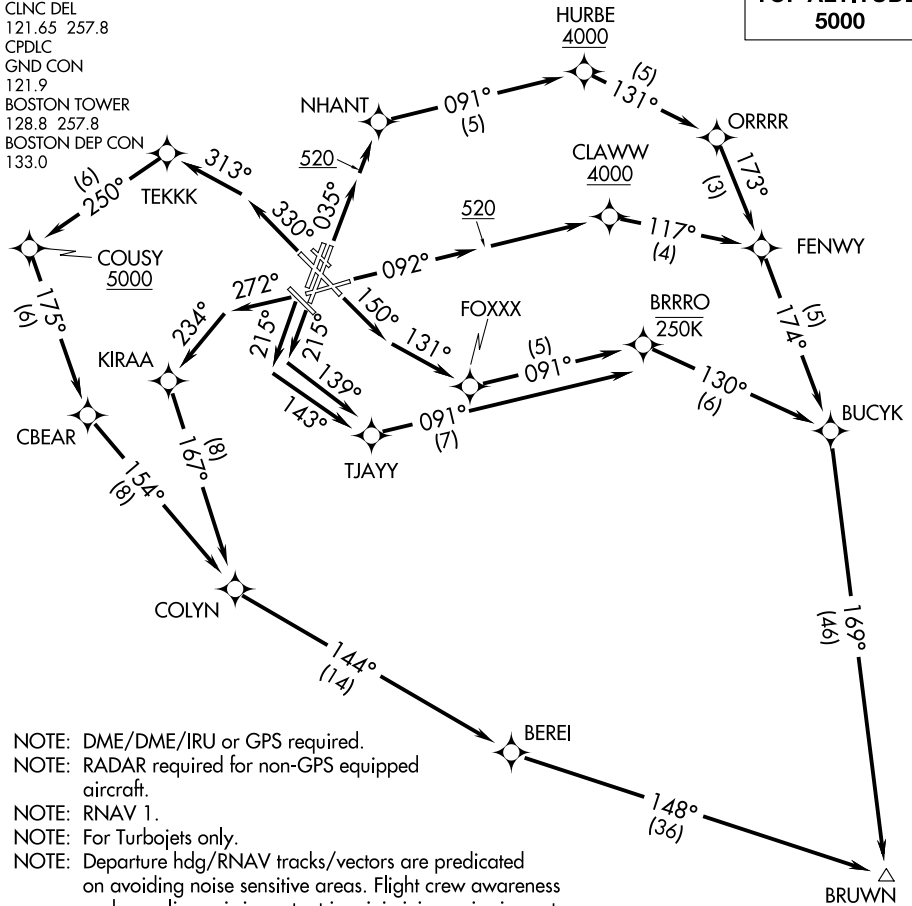 CLNC DEL
121.65 257.8
CPDLC
GND CON
121.9
BOSTON TOWER
128.8 257.8
BOSTON DEP CON
133.0
TOP ALTITUDE
5000
HURBE
4000
(5)
131°
NHANT
091°
(5)
ORRRR
520
CLAWW
4000
173°
(3)
313°
TEKKK
(6)
250°
035°
330°
520
117°
(4)
FENWY
COUSY
5000
092°
272°
150°
FOXXX
BRRRO
250K
175°
(6)
234°
215°
215°
131°
(5)
091°
(5)
174°
KIRAA
139°
143°
130°
(6)
091°
(7)
BUCYK
CBEAR
TJAYY
(8)
167°
154°
(8)
COLYN
169°
(46)
144°
(14)
BEREI
148°
(36)
BRUWN
NOTE: DME/DME/IRU or GPS required.
NOTE: RADAR required for non-GPS equipped
aircraft.
NOTE: RNAV 1.
NOTE: For Turbojets only.
NOTE: Departure hdg/RNAV tracks/vectors are predicated
on avoiding noise sensitive areas. Flight crew awareness